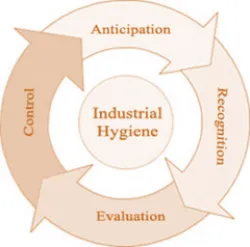 Anticipation
Recognition
Evaluation
Control
Industrial
Hygiene